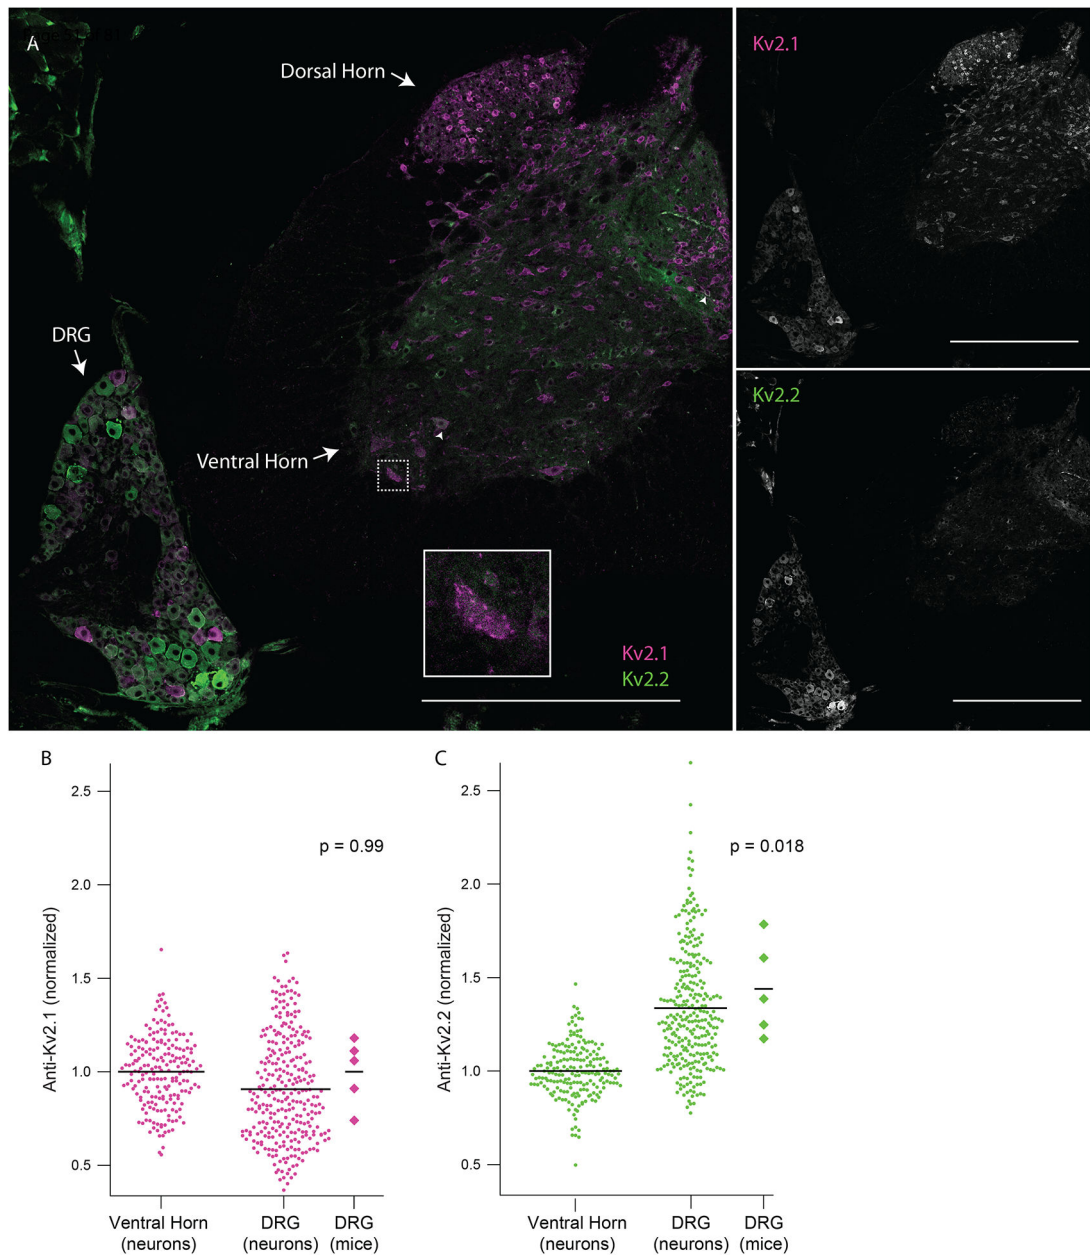 A
Dorsal Horn
DRG
Ventral Horn
Kv2.1
Kv2.2
Kv2.1
Kv2.2
B
Anti-Kv2.1 (normalized)
2.5
2.0
1.5
1.0
0.5
p = 0.99
Ventral Horn
(neurons)
DRG
(neurons)
DRG
(mice)
C
Anti-Kv2.2 (normalized)
2.5
2.0
1.5
1.0
0.5
p = 0.018
Ventral Horn
(neurons)
DRG
(neurons)
DRG
(mice)